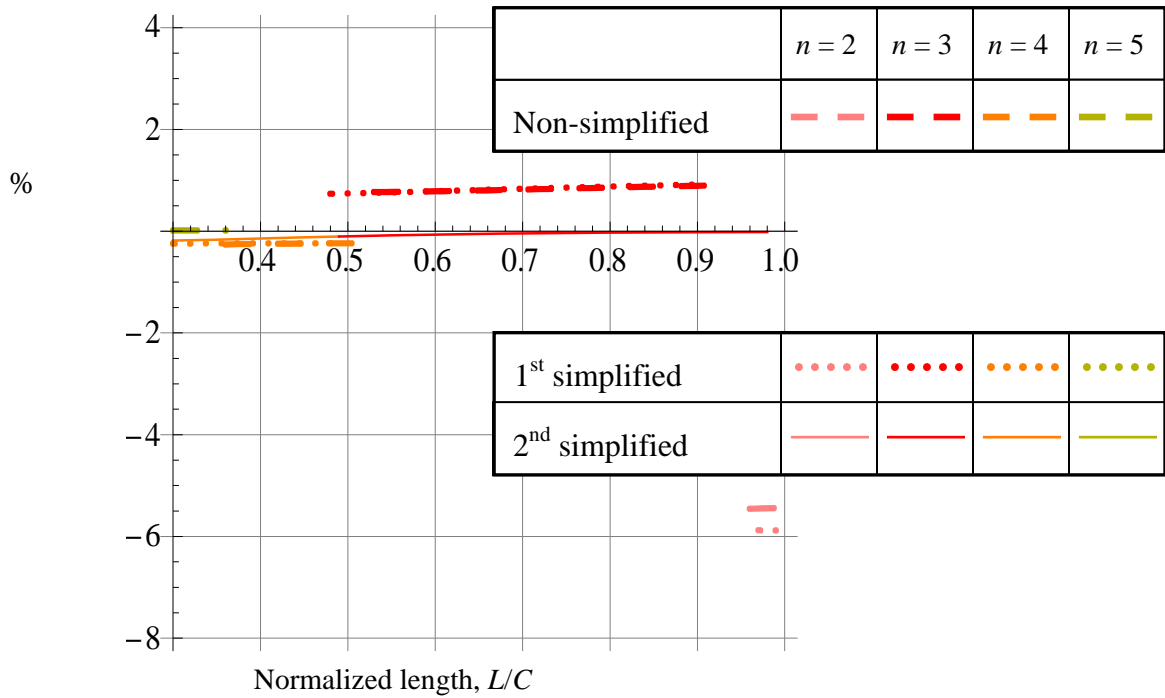 4
n = 2 n = 3 n = 4 n = 5
Non-simplified
2
%
0.4 0.5 0.6 0.7 0.8 0.9 1.0
−2
1st simplified
−4
2nd simplified
−6
−8
Normalized length, L/C